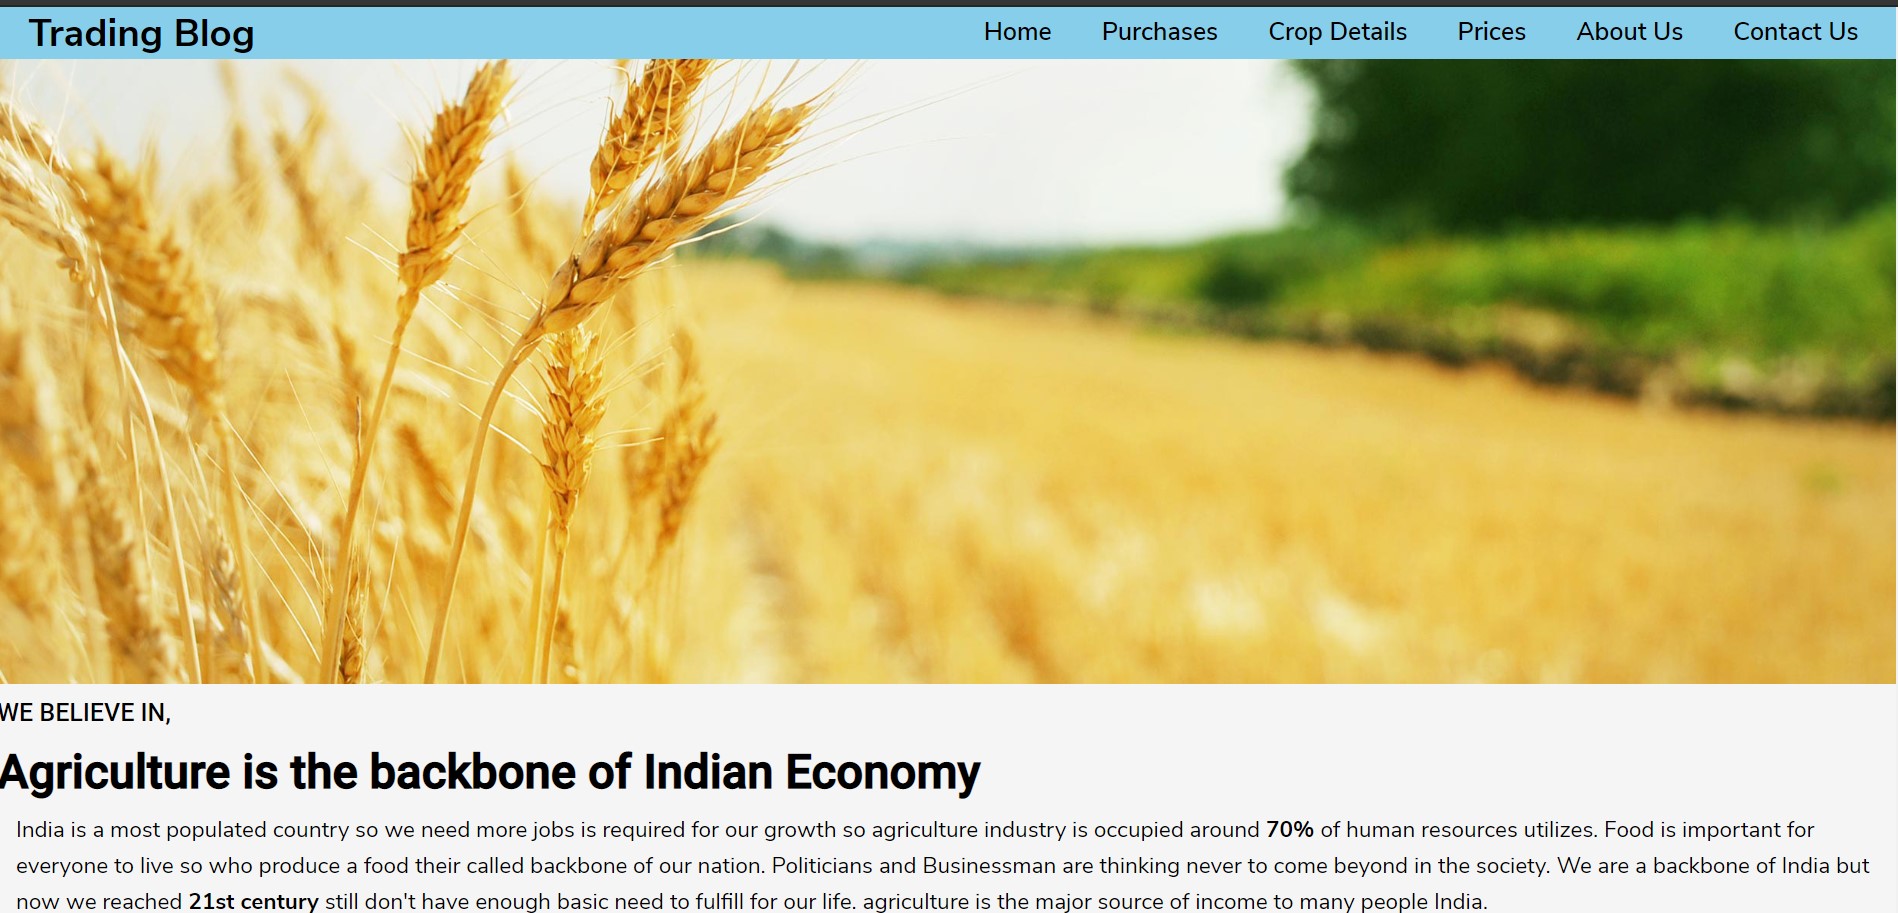 Trading Blog Home Purchases Crop Details Prices About Us Contact Us
WE BELIEVE IN,
Agriculture is the backbone of Indian Economy
India is a most populated country so we need more jobs is required for our growth so agriculture industry is occupied around 70% of human resources utilizes. Food is important for
everyone to live so who produce a food their called backbone of our nation. Politicians and Businessman are thinking never to come beyond in the society. We are a backbone of India but
now we reached 21st century still don't have enough basic need to fulfill for our life. agriculture is the major source of income to many people India.